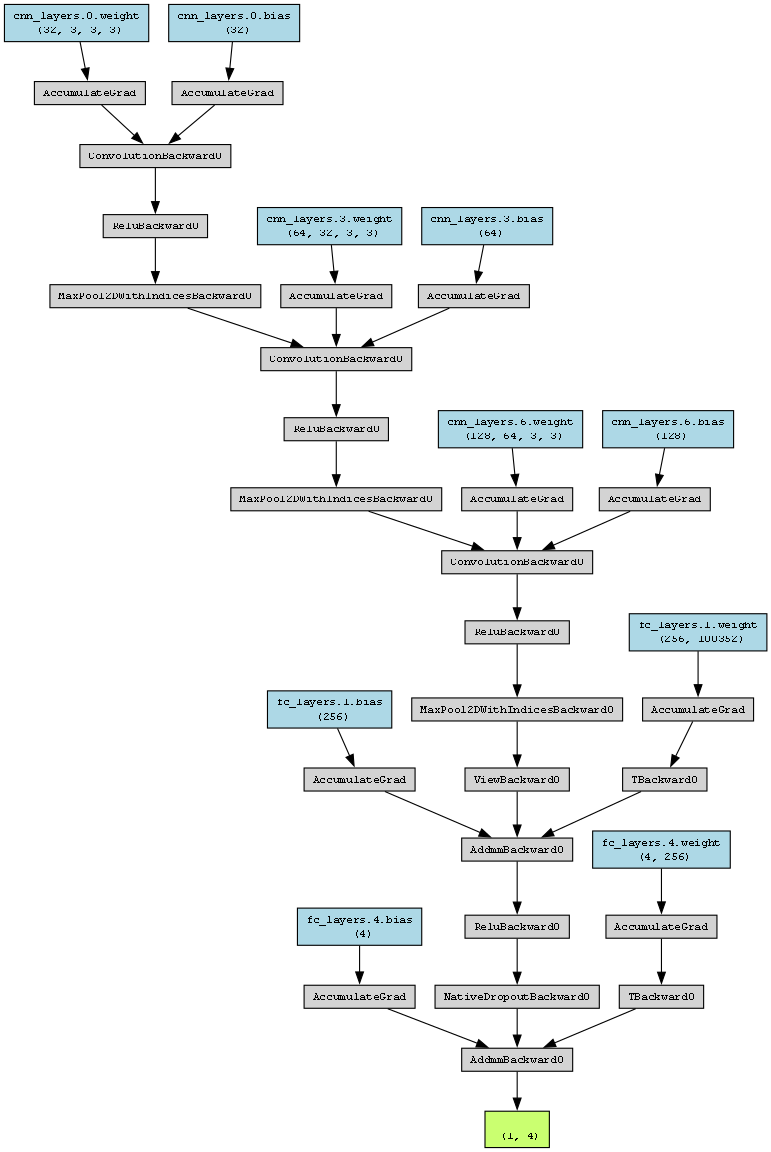 cnn_layers.0.weight
(32, 3, 3, 3)
cnn_layers.0.bias
(32)
AccumulateGrad
AccumulateGrad
ConvolutionBackward0
ReluBackward0
cnn_layers.3.weight
(64, 32, 3, 3)
cnn_layers.3.bias
(64)
MaxPool2DWithIndicesBackward0
AccumulateGrad
AccumulateGrad
ConvolutionBackward0
ReluBackward0
cnn_layers.6.weight
(128, 64, 3, 3)
cnn_layers.6.bias
(128)
MaxPool2DWithIndicesBackward0
AccumulateGrad
AccumulateGrad
ConvolutionBackward0
ReluBackward0
fc_layers.1.weight
(256, 100352)
fc_layers.1.bias
(256)
MaxPool2DWithIndicesBackward0
AccumulateGrad
AccumulateGrad
ViewBackward0
TBackward0
AddmmBackward0
fc_layers.4.weight
(4, 256)
fc_layers.4.bias
(4)
ReluBackward0
AccumulateGrad
AccumulateGrad
NativeDropoutBackward0
TBackward0
AddmmBackward0
(1, 4)